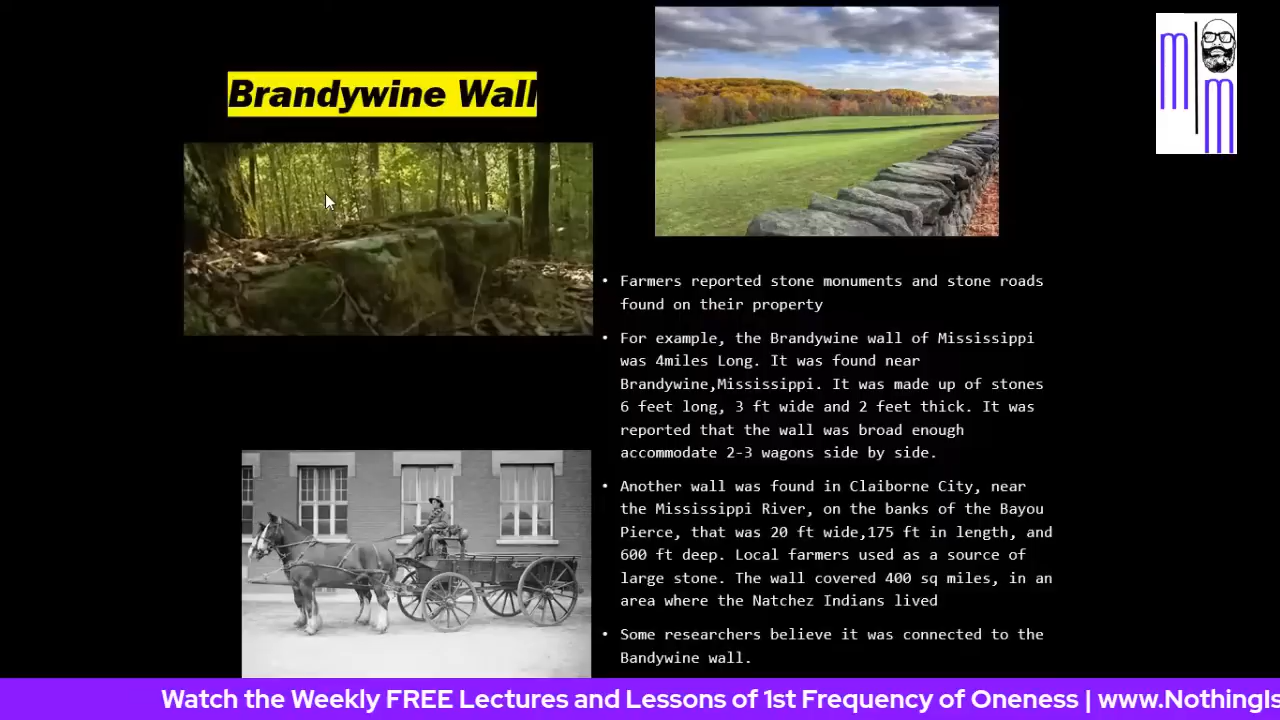 Brandywine Wall
• Farmers reported stone monuments and stone roads
found on their property
• For example, the Brandywine wall of Mississippi
was 4miles Long. It was found near
Brandywine,Mississippi. It was made up of stones
6 feet long, 3 ft wide and 2 feet thick. It was
reported that the wall was broad enough
accommodate 2-3 wagons side by side.
• Another wall was found in Claiborne City, near
the Mississippi River, on the banks of the Bayou
Pierce, that was 20 ft wide,175 ft in length, and
600 ft deep. Local farmers used as a source of
large stone. The wall covered 400 sq miles, in an
area where the Natchez Indians lived
• Some researchers believe it was connected to the
Bandywine wall.
m m
Watch the Weekly FREE Lectures and Lessons of 1st Frequency of Oneness | www.NothingIs